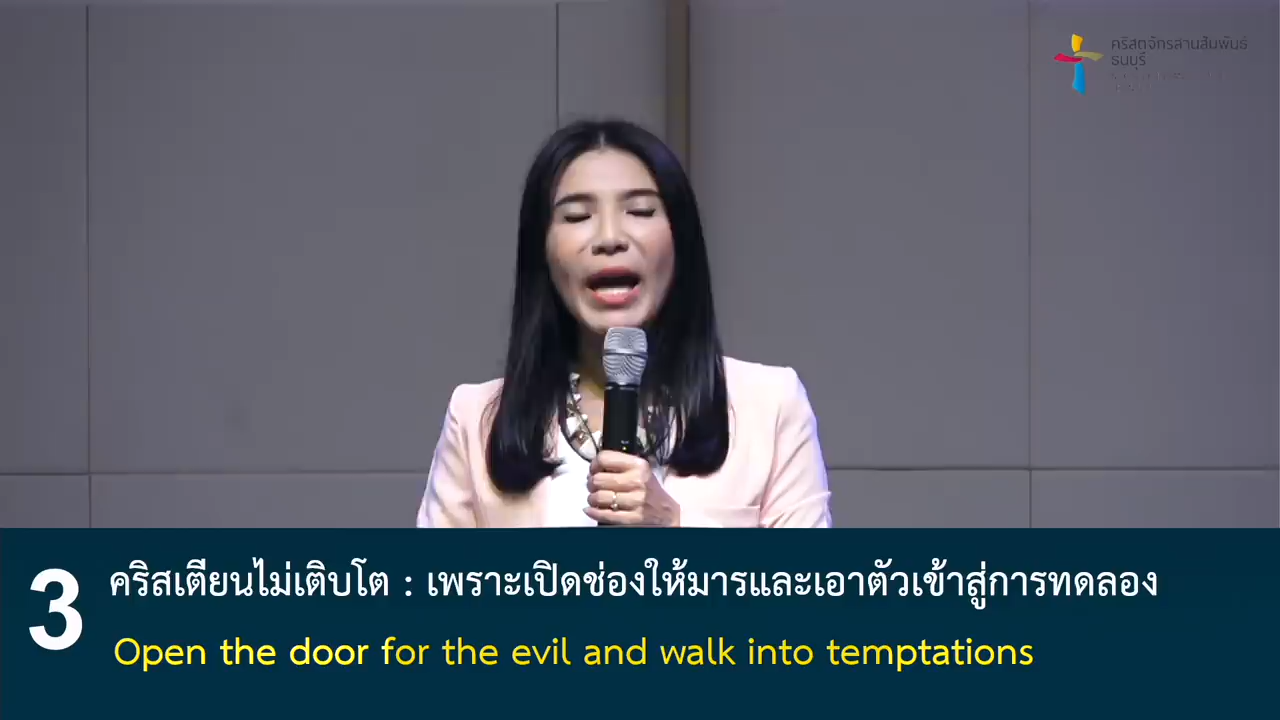 คริสตจักรสานสัมพันธ์
ธนบุรี
3
คริสเตียนไม่เติบโต : เพราะเปิดช่องให้มารและเอาตัวเข้าสู่การทดลอง
Open the door for the evil and walk into temptations